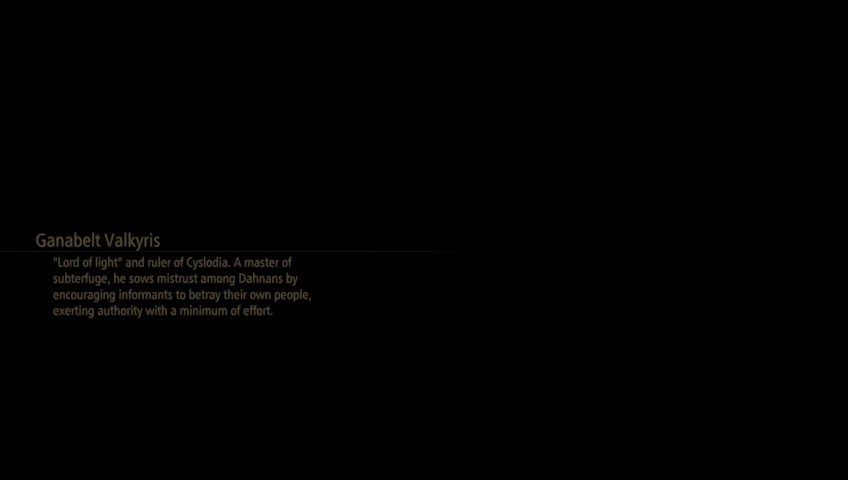 Ganabelt Valkyris
"Lord of light" and ruler of Cyslodia. A master of
subterfuge, he sows mistrust among Dahnans by
encouraging informants to betray their own people,
exerting authority with a minimum of effort.